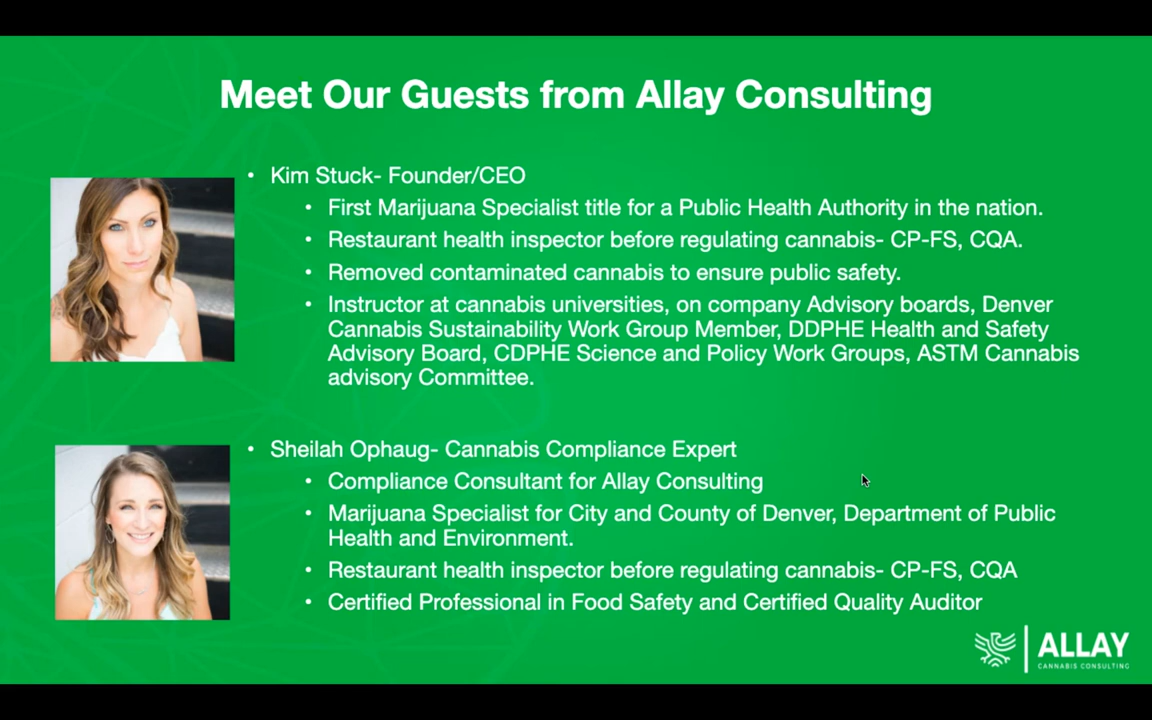 Meet Our Guests from Allay Consulting
• Kim Stuck- Founder/CEO
• First Marijuana Specialist title for a Public Health Authority in the nation.
• Restaurant health inspector before regulating cannabis- CP-FS, CQA.
• Removed contaminated cannabis to ensure public safety.
• Instructor at cannabis universities, on company Advisory boards, Denver
Cannabis Sustainability Work Group Member, DDPHE Health and Safety
Advisory Board, CDPHE Science and Policy Work Groups, ASTM Cannabis
advisory Committee.
• Sheilah Ophaug- Cannabis Compliance Expert
• Compliance Consultant for Allay Consulting
• Marijuana Specialist for City and County of Denver, Department of Public
Health and Environment.
• Restaurant health inspector before regulating cannabis- CP-FS, CQA
• Certified Professional in Food Safety and Certified Quality Auditor
ALLAY
CANNABIS CONSULTING